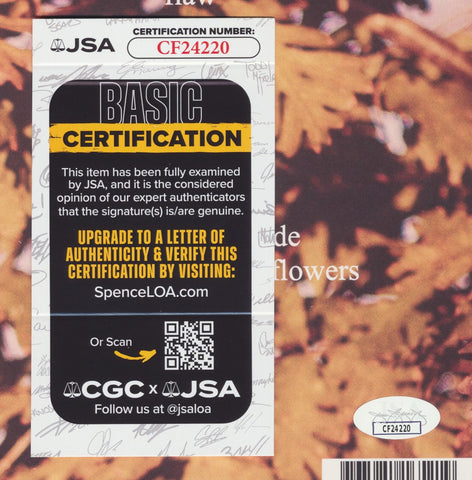 JSA
CERTIFICATION NUMBER:
CF24220
BASIC
CERTIFICATION
This item has been fully examined
by JSA, and it is the considered
opinion of our expert authenticators
that the signature(s) is/are genuine.
UPGRADE TO A LETTER OF
AUTHENTICITY & VERIFY THIS
CERTIFICATION BY VISITING:
SpenceLOA.com
Or Scan
CGC x JSA
Follow us at @jsaloa
de
flowers
CF24220